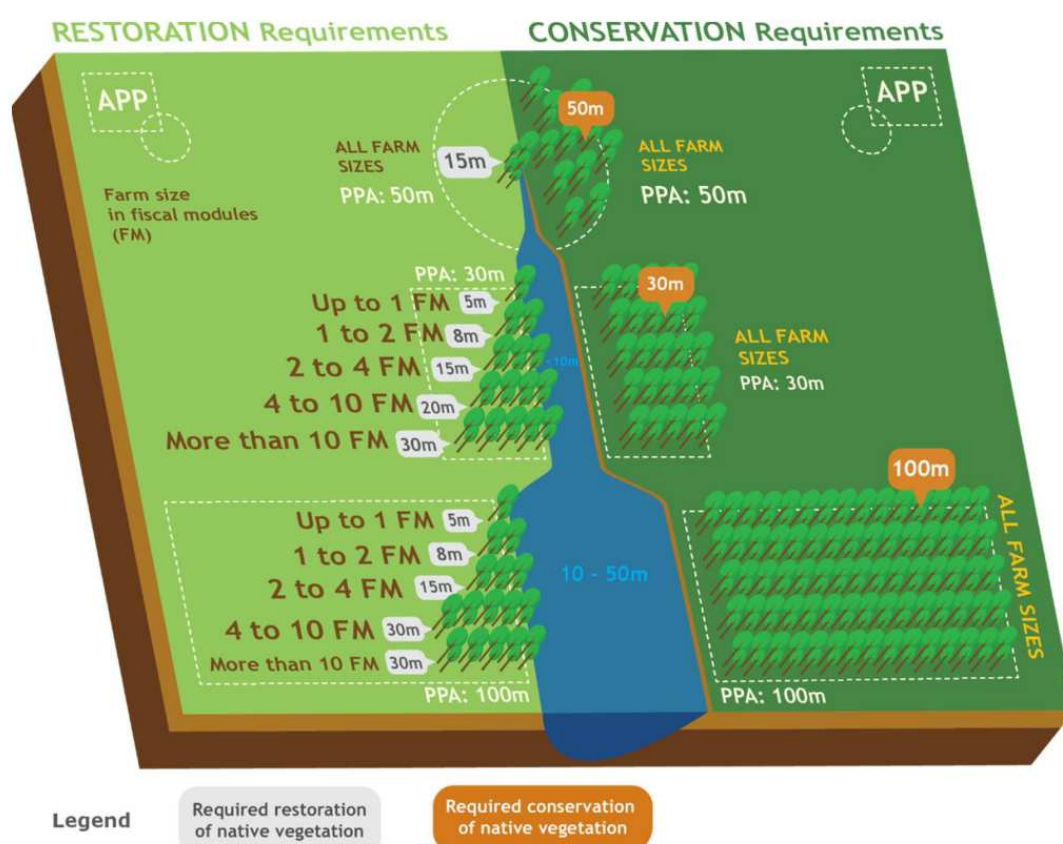 RESTORATION Requirements
CONSERVATION Requirements
APP
APP
Farm size
in fiscal modules
(FM)
ALL FARM
SIZES
PPA: 50m
15m
50m
ALL FARM
SIZES
PPA: 50m
PPA: 30m
Up to 1 FM 5m
1 to 2 FM 8m
2 to 4 FM 15m
4 to 10 FM 20m
More than 10 FM 30m
<10m
30m
ALL FARM
SIZES
PPA: 30m
Up to 1 FM 5m
1 to 2 FM 8m
2 to 4 FM 15m
4 to 10 FM 30m
More than 10 FM 30m
PPA: 100m
10 - 50m
100m
ALL FARM SIZES
PPA: 100m
Legend
Required restoration
of native vegetation
Required conservation
of native vegetation